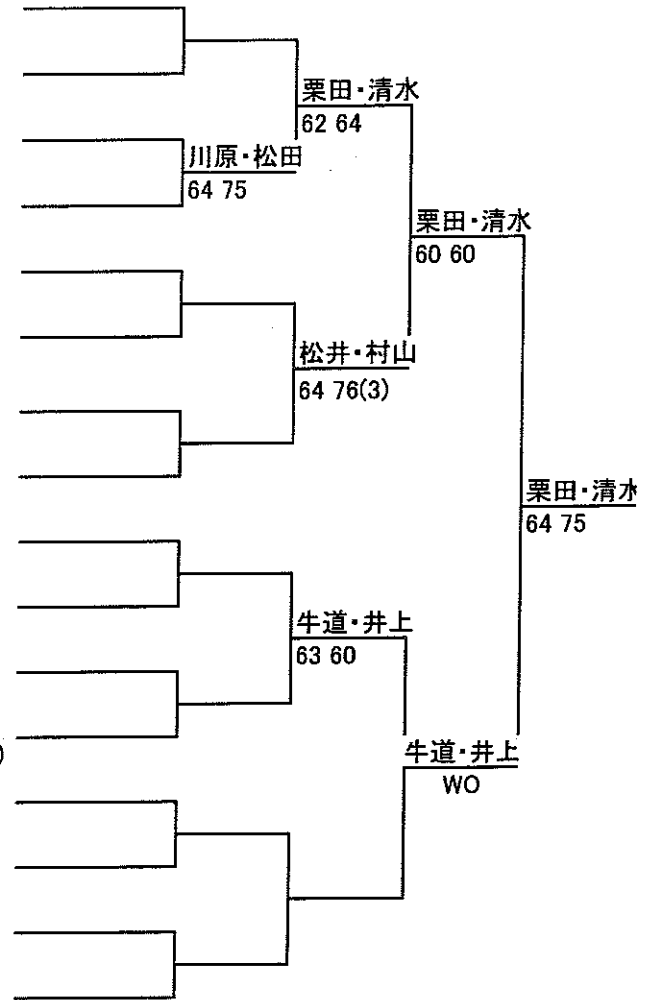 栗田・清水
62 64
川原・松田
64 75
栗田・清水
60 60
松井・村山
64 76(3)
栗田・清水
64 75
牛道・井上
63 60
)
牛道・井上
WO